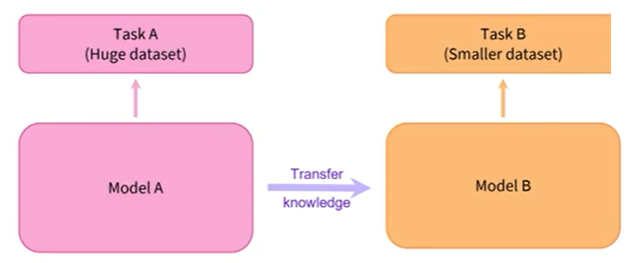 Task A
(Huge dataset)
Task B
(Smaller dataset)
Model A
Transfer
knowledge
Model B